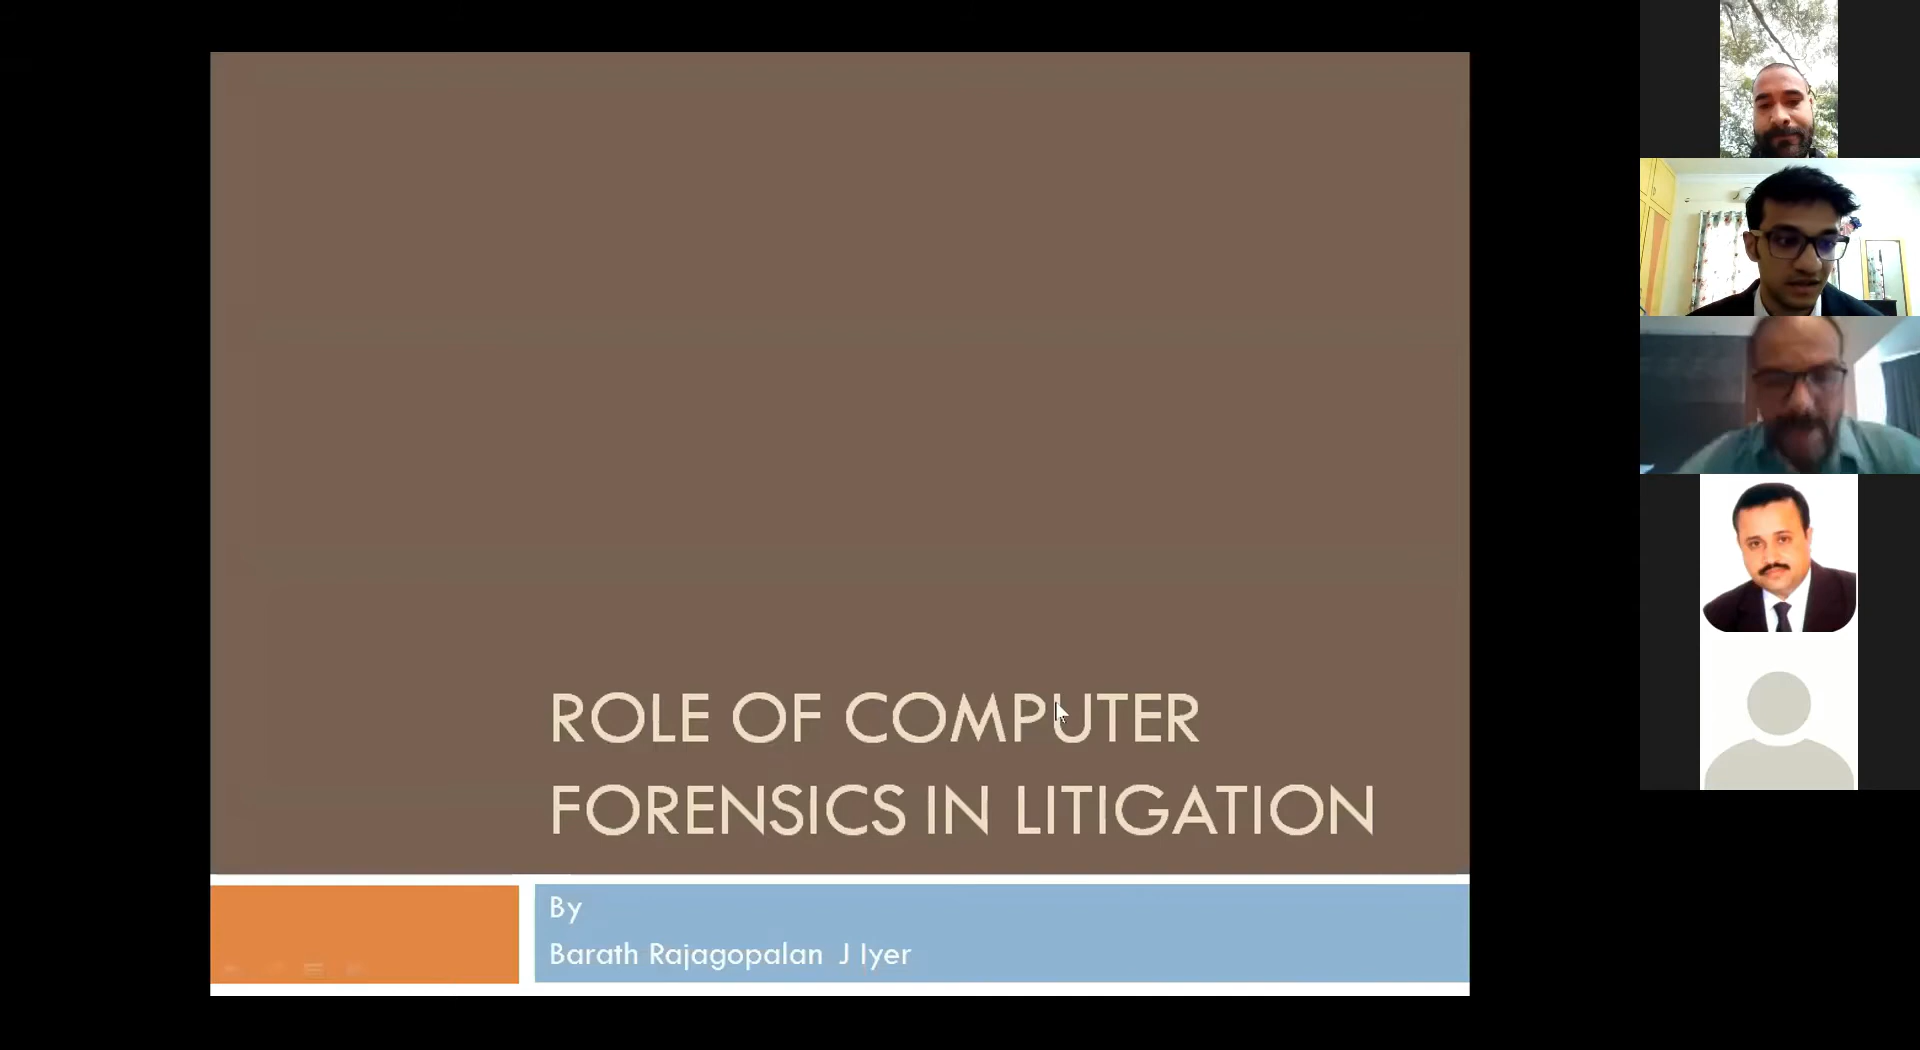 ROLE OF COMPUTER
FORENSICS IN LITIGATION
By
Barath Rajagopalan J Iyer